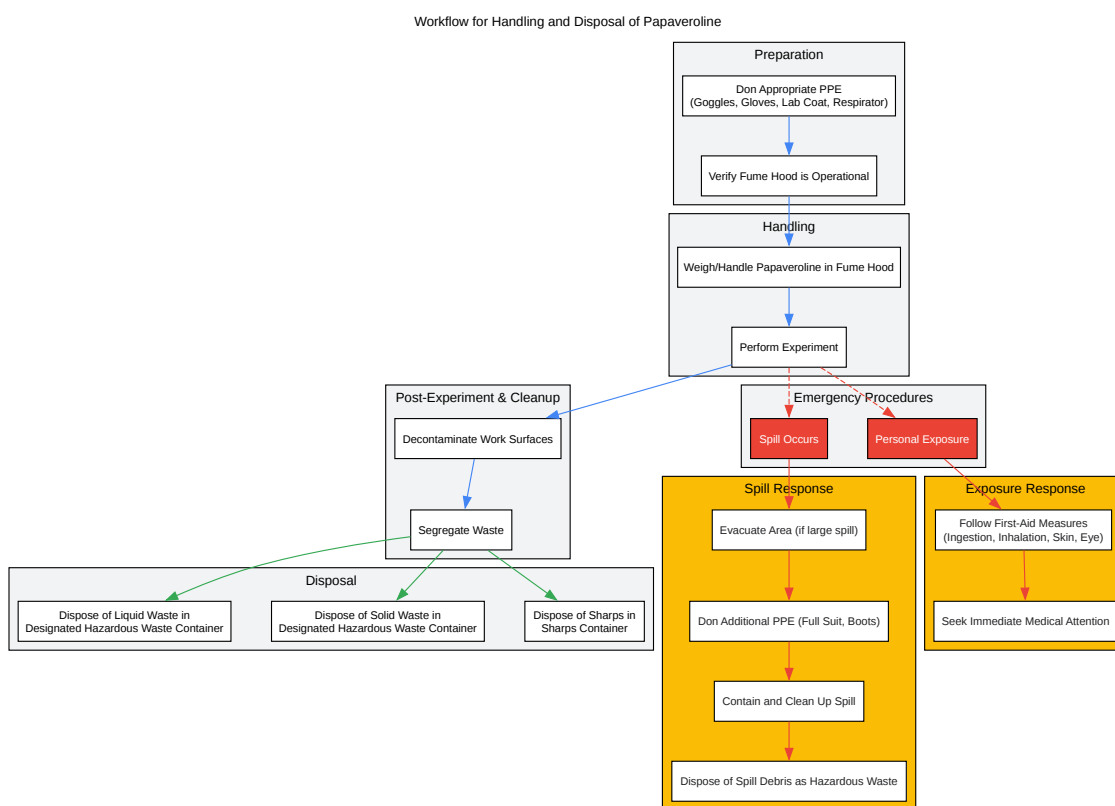 Workflow for Handling and Disposal of Papaveroline
Preparation
Don Appropriate PPE
(Goggles, Gloves, Lab Coat, Respirator)
Verify Fume Hood is Operational
Handling
Weigh/Handle Papaveroline in Fume Hood
Perform Experiment
Post-Experiment & Cleanup
Decontaminate Work Surfaces
Segregate Waste
Disposal
Dispose of Liquid Waste in
Designated Hazardous Waste Container
Dispose of Solid Waste in
Designated Hazardous Waste Container
Dispose of Sharps in
Sharps Container
Emergency Procedures
Spill Occurs
Personal Exposure
Spill Response
Evacuate Area (if large spill)
Don Additional PPE (Full Suit, Boots)
Contain and Clean Up Spill
Dispose of Spill Debris as Hazardous Waste
Exposure Response
Follow First-Aid Measures
(Ingestion, Inhalation, Skin, Eye)
Seek Immediate Medical Attention